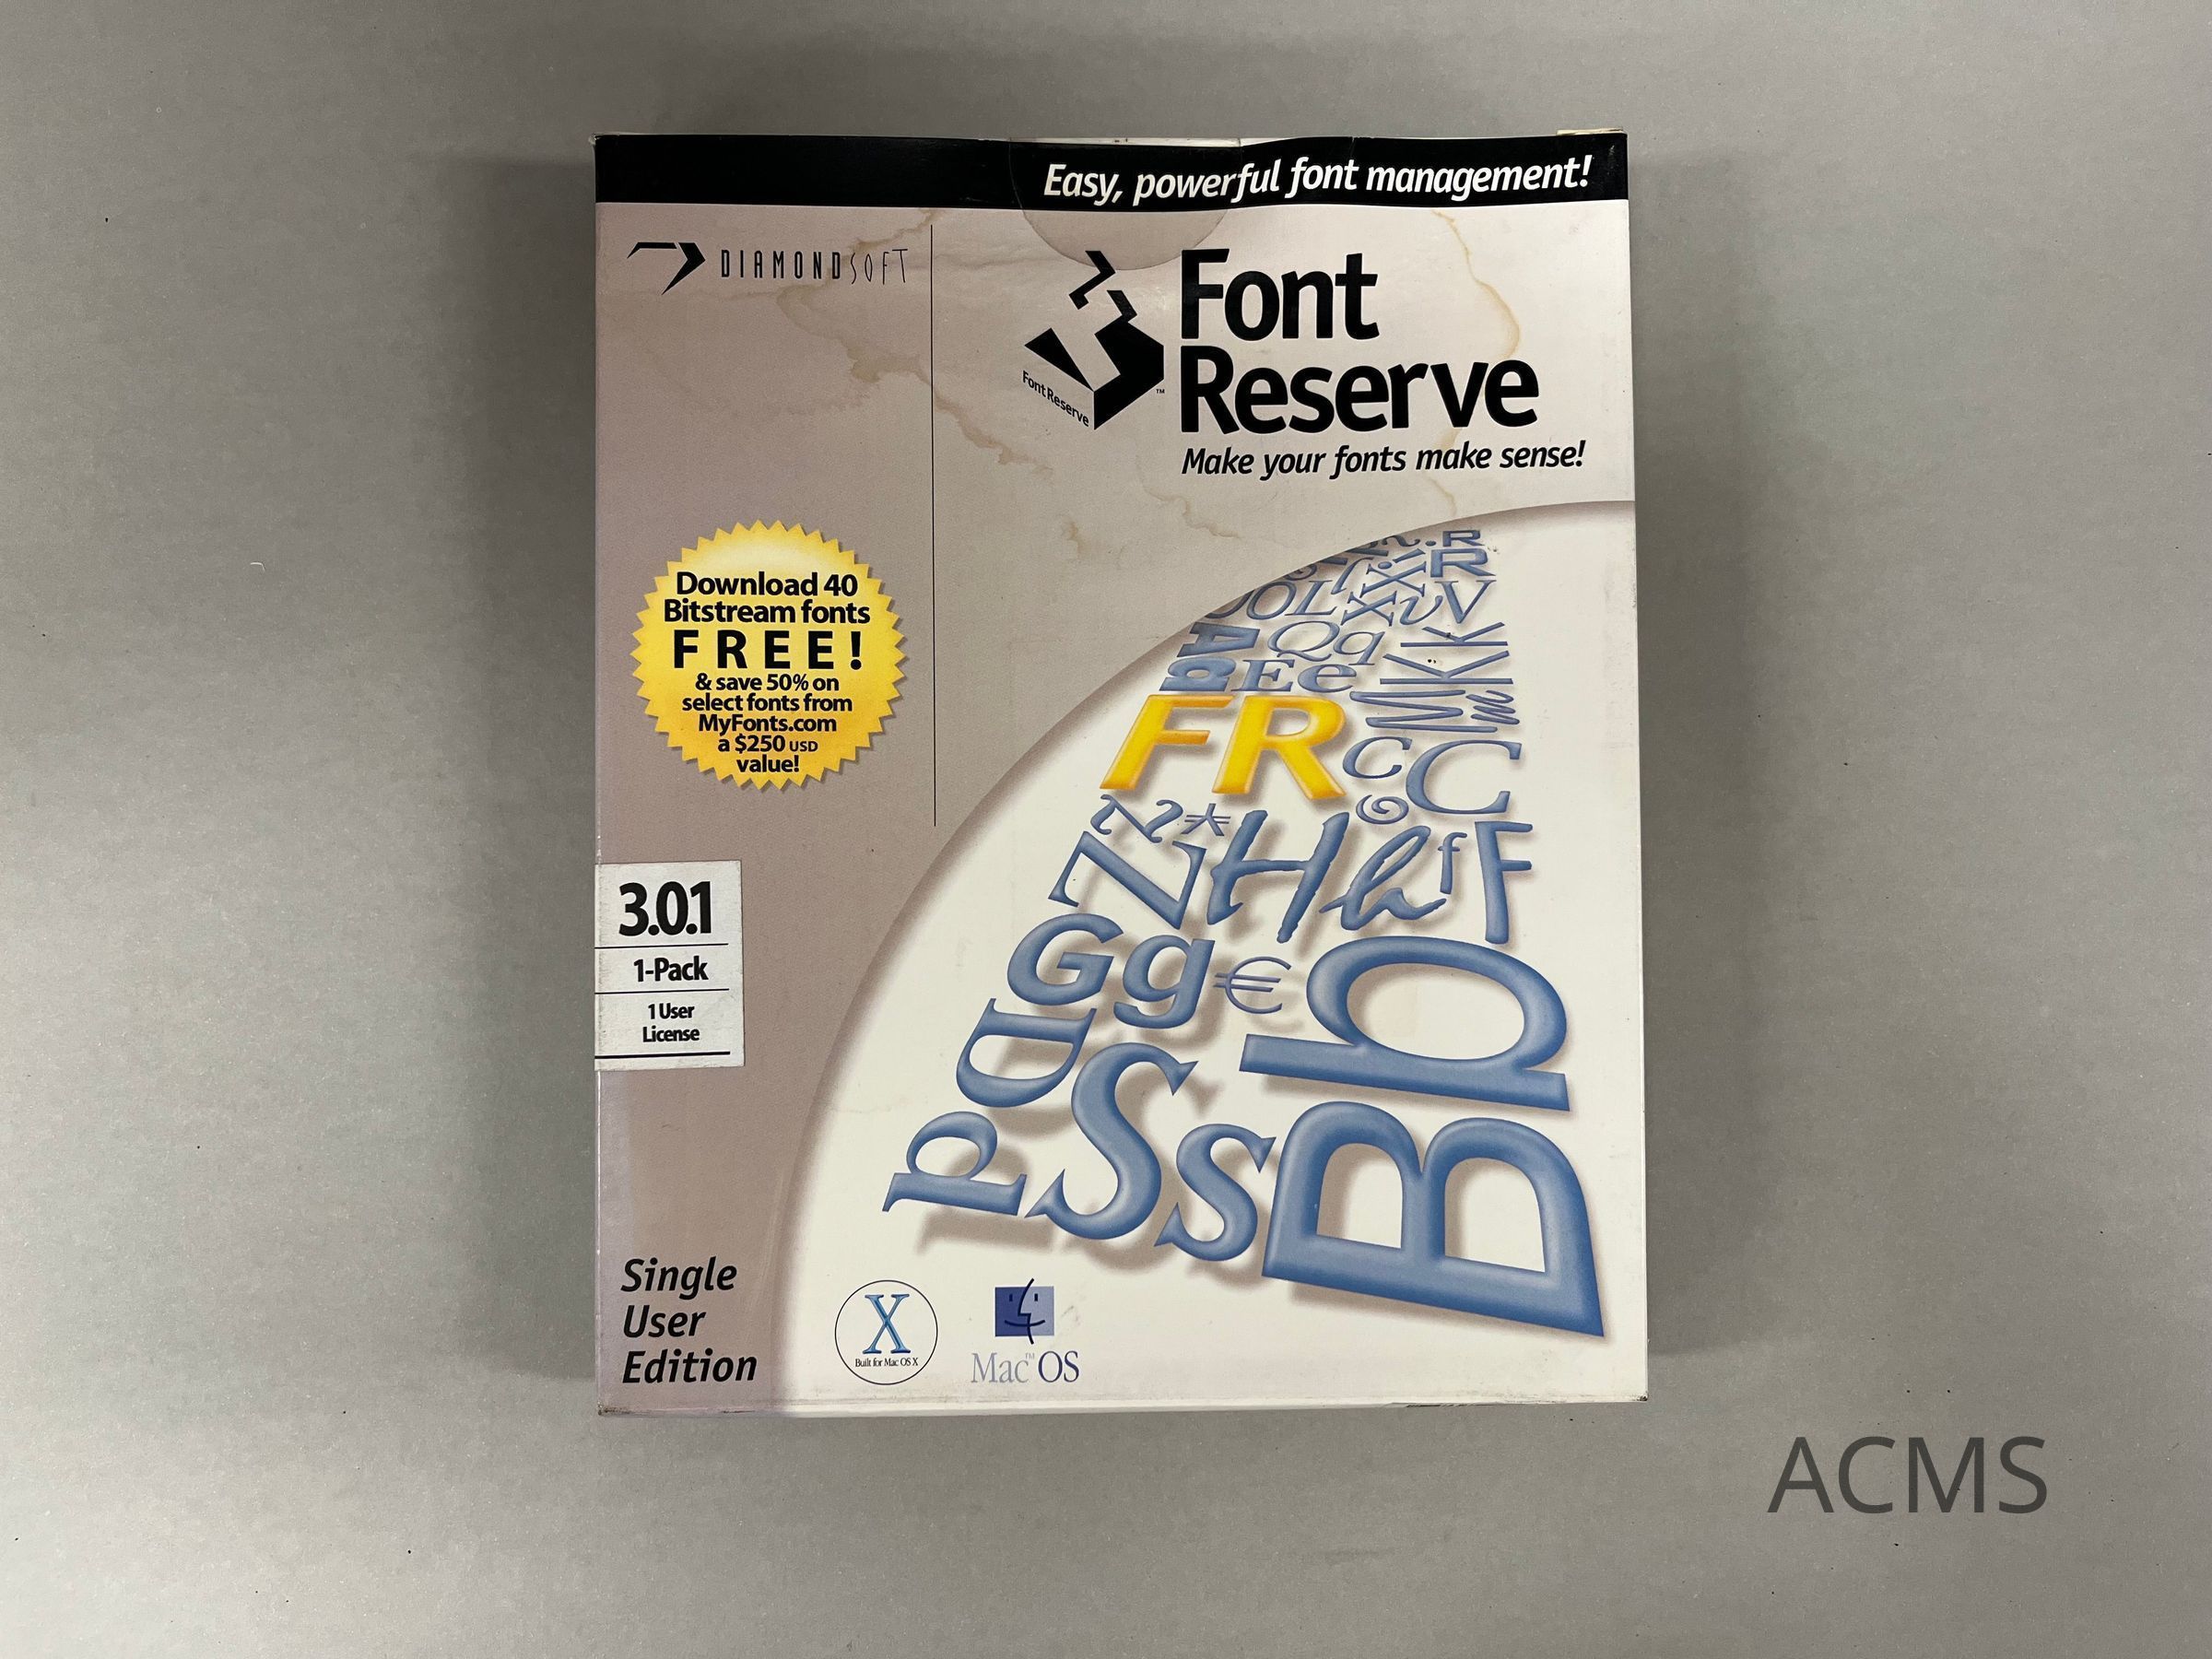 Easy, powerful font management!
DIAMONDSOFT
Font
Reserve
Font Reserve
™
Make your fonts make sense!
Download 40
Bitstream fonts
FREE!
& save 50% on
select fonts from
MyFonts.com
a $250 USD
value!
R
R
O L X x v V
A Q q K k
a E e M m
F R C C
Z z * H h f F
G g € B b
D d S s
3.0.1
1-Pack
1 User
License
Single
User
Edition
X
Built for Mac OS X
Mac™ OS
ACMS